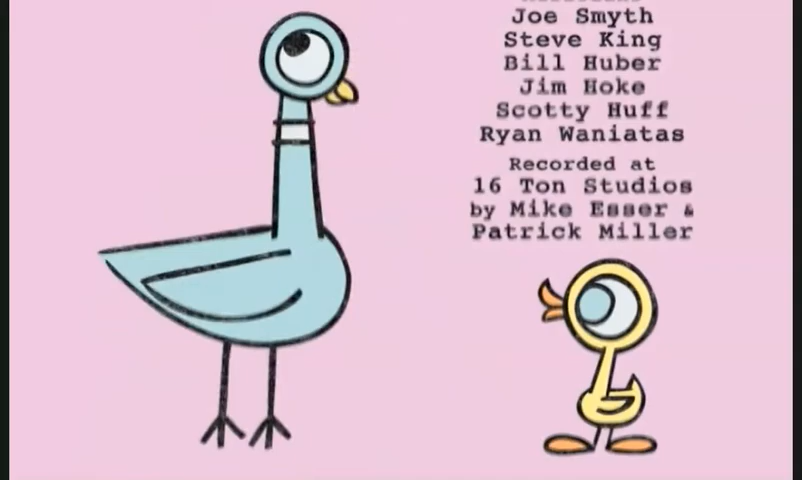 Joe Smyth
Steve King
Bill Huber
Jim Hoke
Scotty Huff
Ryan Waniatas
Recorded at
16 Ton Studios
by Mike Esser &
Patrick Miller